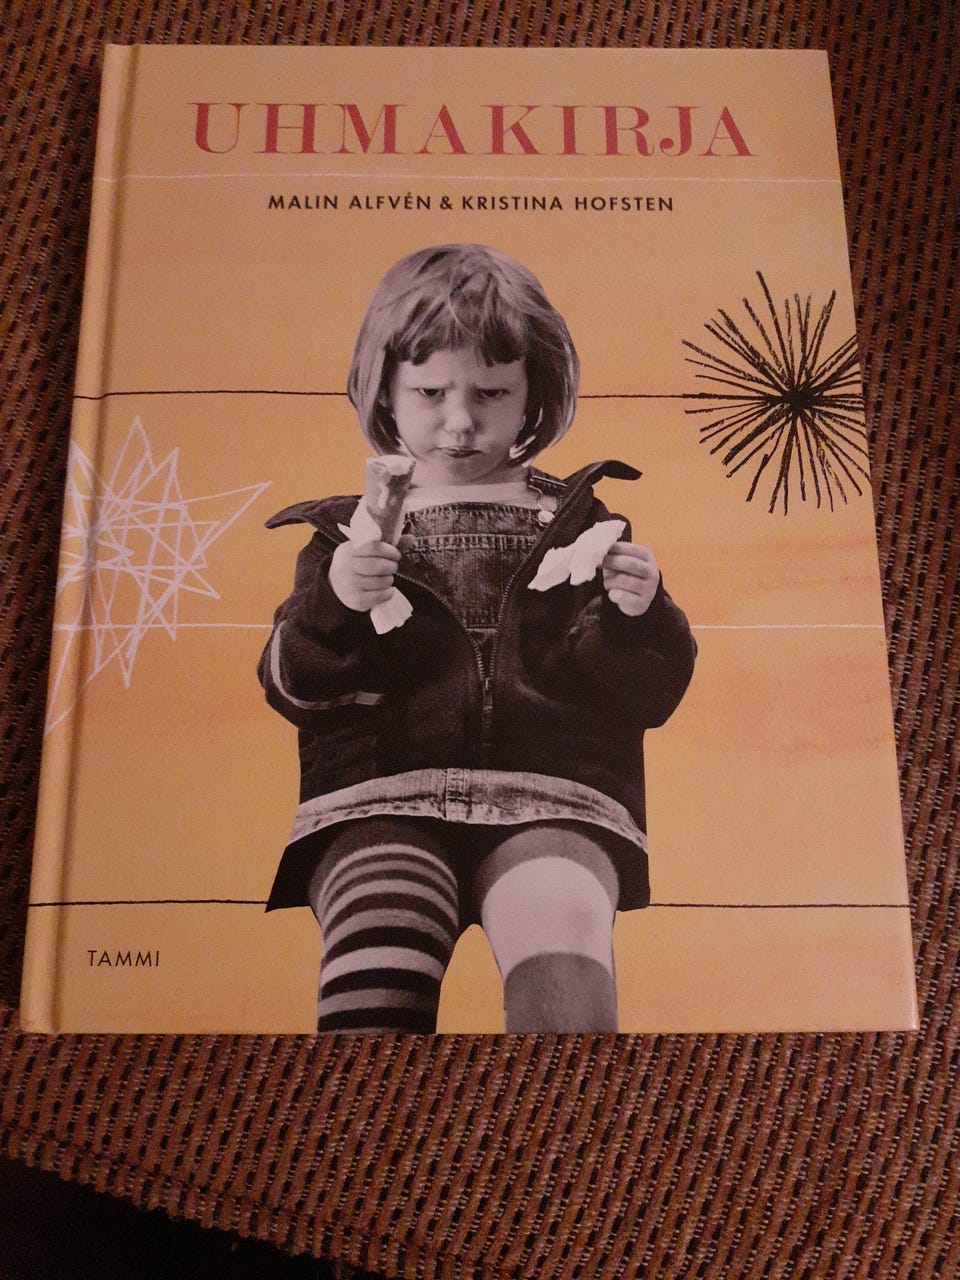 UHMAKIRJA
MALIN ALFVÉN & KRISTINA HOFSTEN
TAMMI